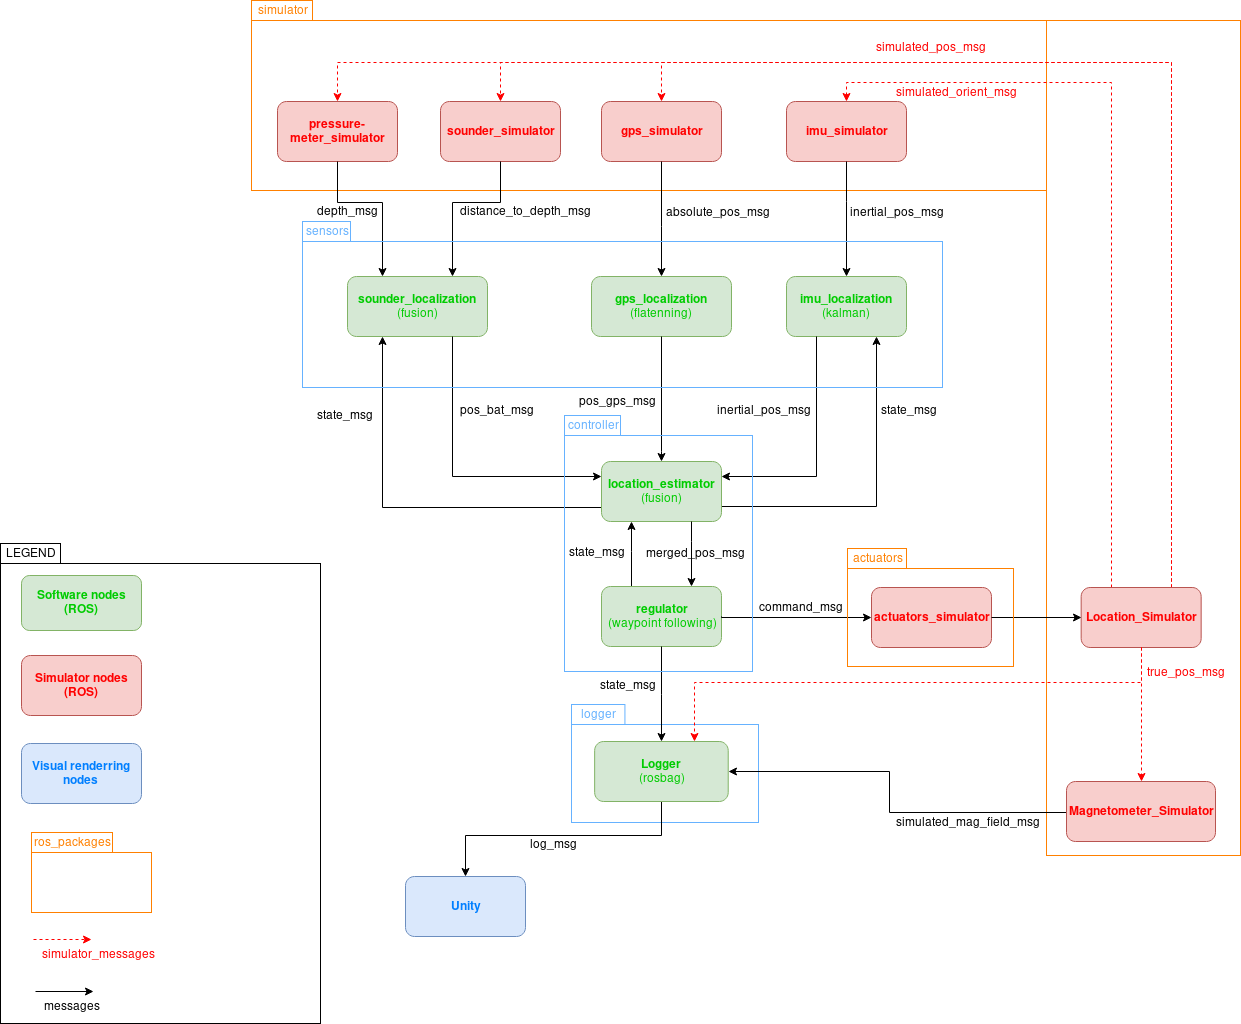 simulator
simulated_pos_msg
simulated_orient_msg
pressure-
meter_simulator
sounder_simulator
gps_simulator
imu_simulator
depth_msg
distance_to_depth_msg
absolute_pos_msg
inertial_pos_msg
sensors
sounder_localization
(fusion)
gps_localization
(flatenning)
imu_localization
(kalman)
state_msg
pos_bat_msg
pos_gps_msg
inertial_pos_msg
state_msg
controller
location_estimator
(fusion)
state_msg
merged_pos_msg
regulator
(waypoint following)
command_msg
actuators
actuators_simulator
Location_Simulator
true_pos_msg
state_msg
logger
Logger
(rosbag)
Magnetometer_Simulator
simulated_mag_field_msg
log_msg
Unity
LEGEND
Software nodes
(ROS)
Simulator nodes
(ROS)
Visual renderring
nodes
ros_packages
simulator_messages
messages